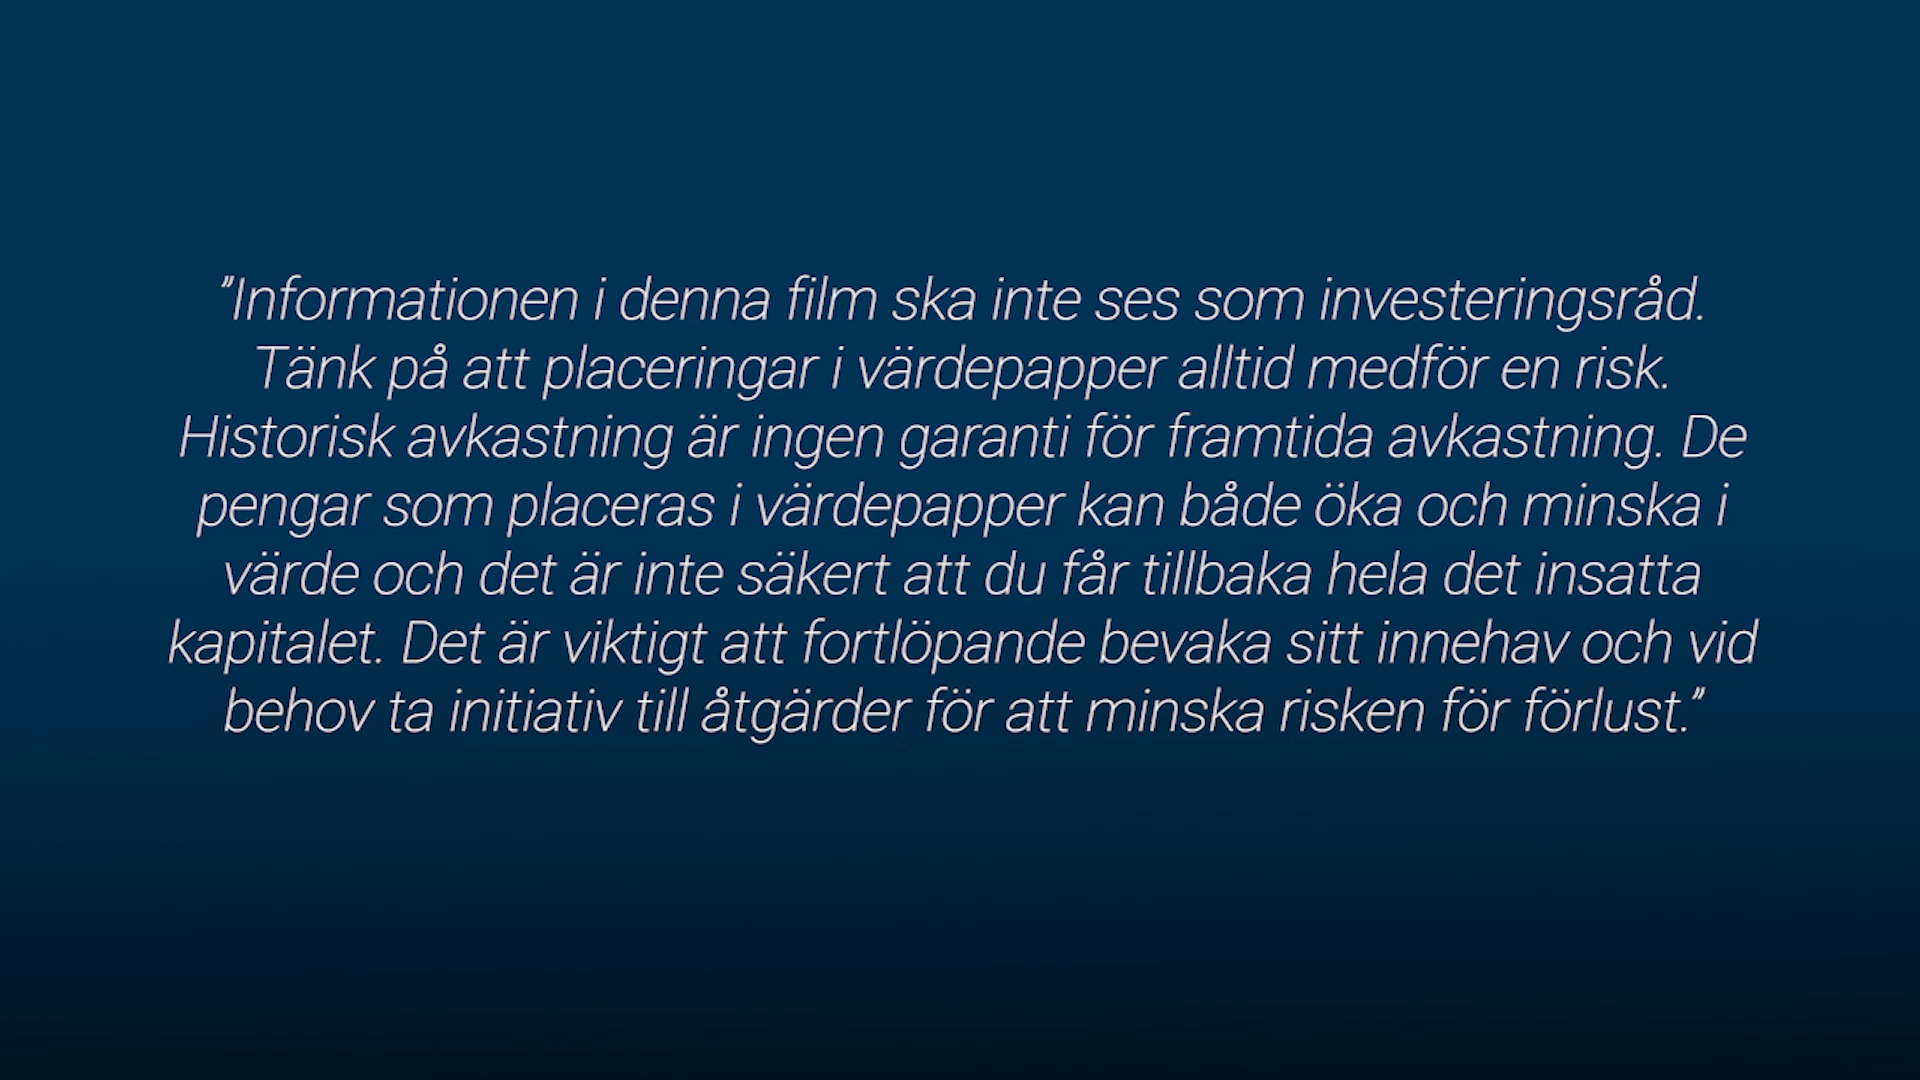 ”Informationen i denna film ska inte ses som investeringsråd.
Tänk på att placeringar i värdepapper alltid medför en risk.
Historisk avkastning är ingen garanti för framtida avkastning. De
pengar som placeras i värdepapper kan både öka och minska i
värde och det är inte säkert att du får tillbaka hela det insatta
kapitalet. Det är viktigt att fortlöpande bevaka sitt innehav och vid
behov ta initiativ till åtgärder för att minska risken för förlust.”